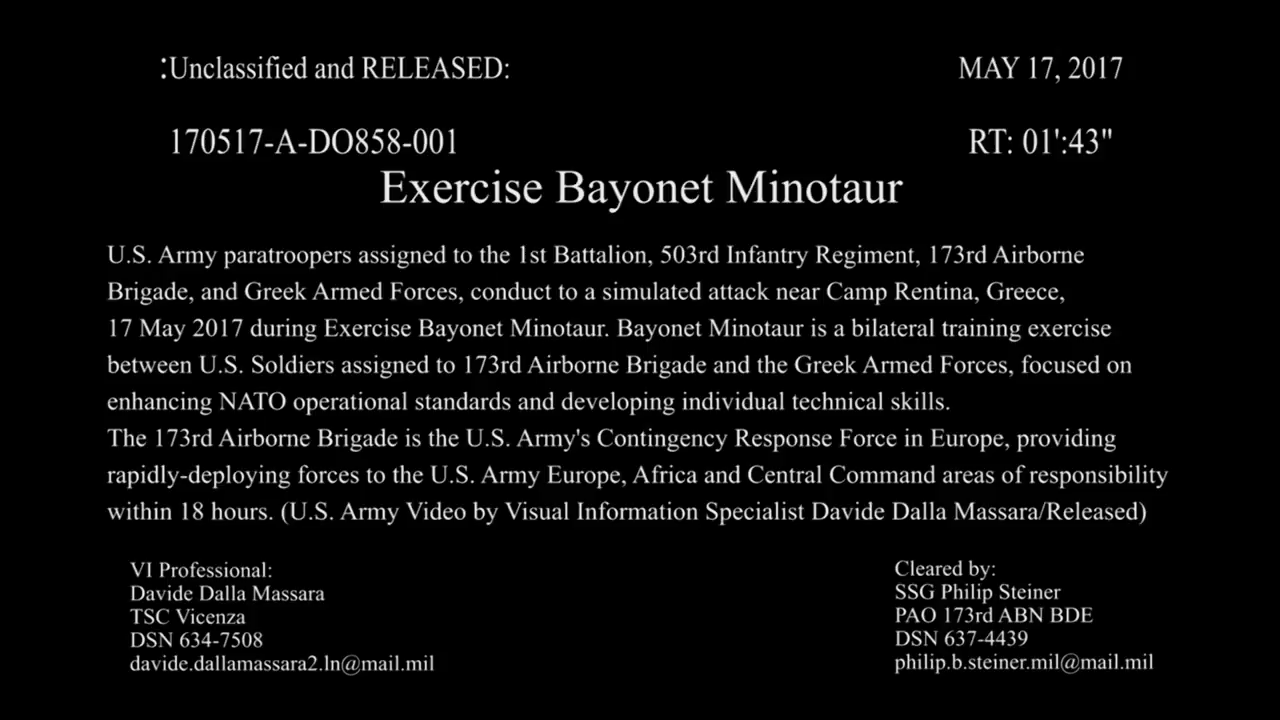 :Unclassified and RELEASED:
MAY 17, 2017
170517-A-DO858-001
RT: 01':43"
Exercise Bayonet Minotaur
U.S. Army paratroopers assigned to the 1st Battalion, 503rd Infantry Regiment, 173rd Airborne
Brigade, and Greek Armed Forces, conduct to a simulated attack near Camp Rentina, Greece,
17 May 2017 during Exercise Bayonet Minotaur. Bayonet Minotaur is a bilateral training exercise
between U.S. Soldiers assigned to 173rd Airborne Brigade and the Greek Armed Forces, focused on
enhancing NATO operational standards and developing individual technical skills.
The 173rd Airborne Brigade is the U.S. Army's Contingency Response Force in Europe, providing
rapidly-deploying forces to the U.S. Army Europe, Africa and Central Command areas of responsibility
within 18 hours. (U.S. Army Video by Visual Information Specialist Davide Dalla Massara/Released)
VI Professional:
Davide Dalla Massara
TSC Vicenza
DSN 634-7508
davide.dallamassara2.ln@mail.mil
Cleared by:
SSG Philip Steiner
PAO 173rd ABN BDE
DSN 637-4439
philip.b.steiner.mil@mail.mil